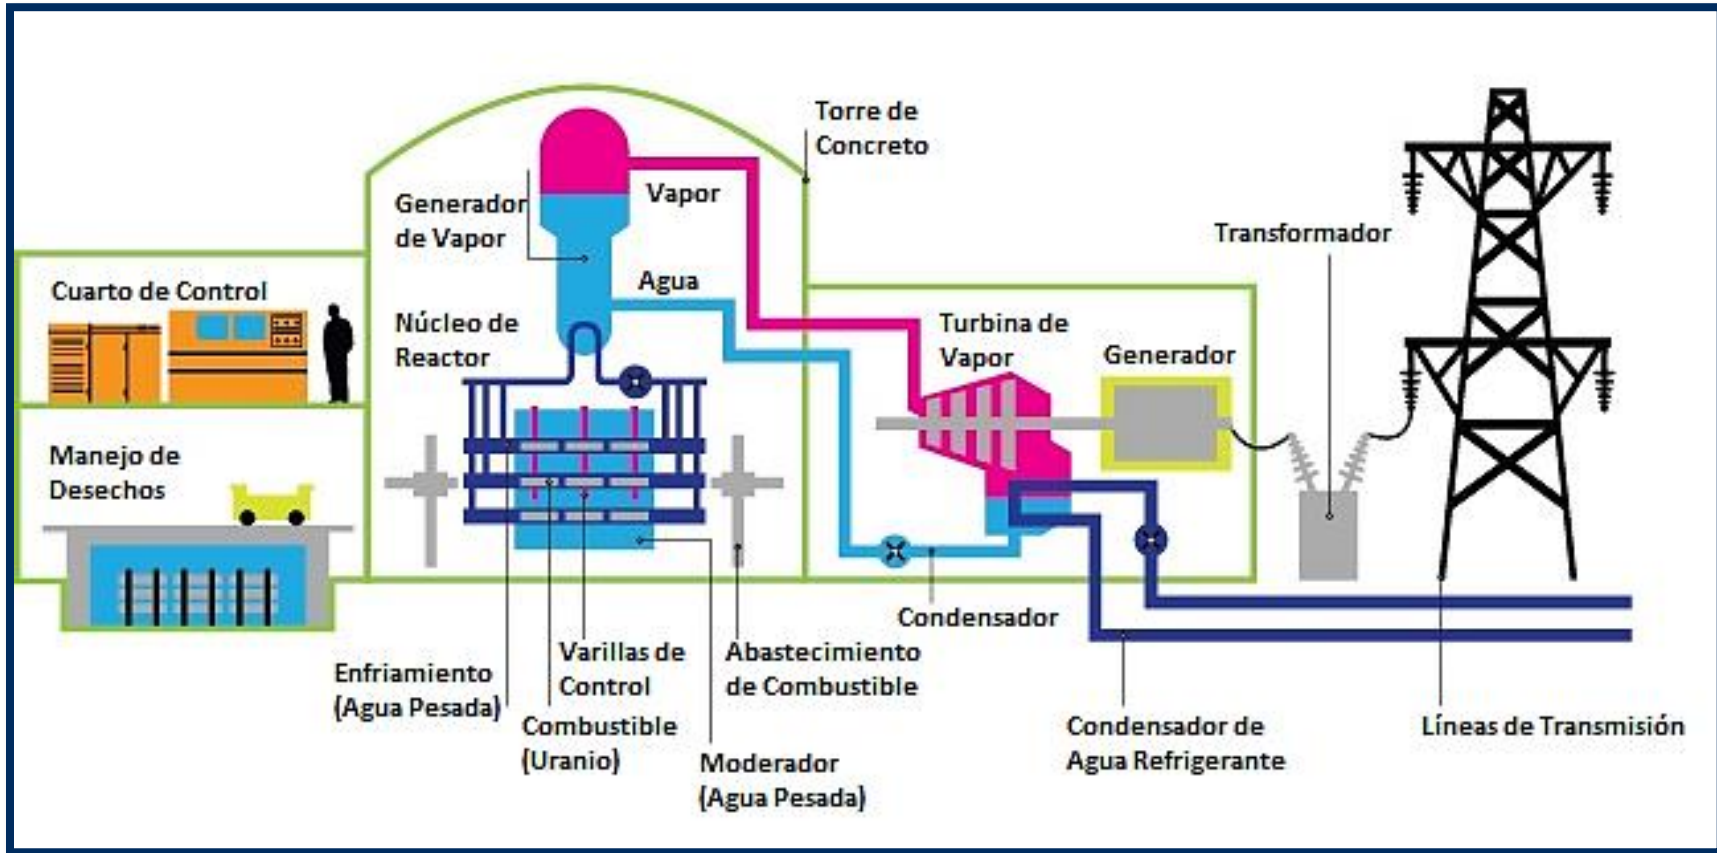 Torre de
Concreto
Vapor
Generador
de Vapor
Transformador
Agua
Cuarto de Control
Núcleo de
Reactor
Turbina de
Vapor
Generador
Manejo de
Desechos
Condensador
Enfriamiento
(Agua Pesada)
Varillas de
Control
Abastecimiento
de Combustible
Combustible
(Uranio)
Moderador
(Agua Pesada)
Condensador de
Agua Refrigerante
Líneas de Transmisión